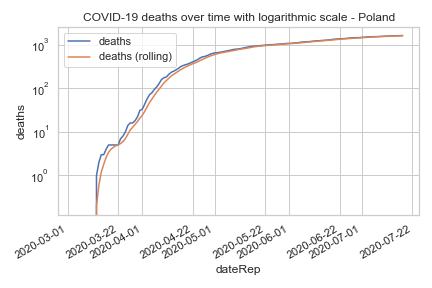 COVID-19 deaths over time with logarithmic scale - Poland
deaths
deaths (rolling)
10³
10²
10¹
10⁰
deaths
2020-03-01
2020-03-22
2020-04-01
2020-04-22
2020-05-01
2020-05-22
2020-06-01
2020-06-22
2020-07-01
2020-07-22
dateRep